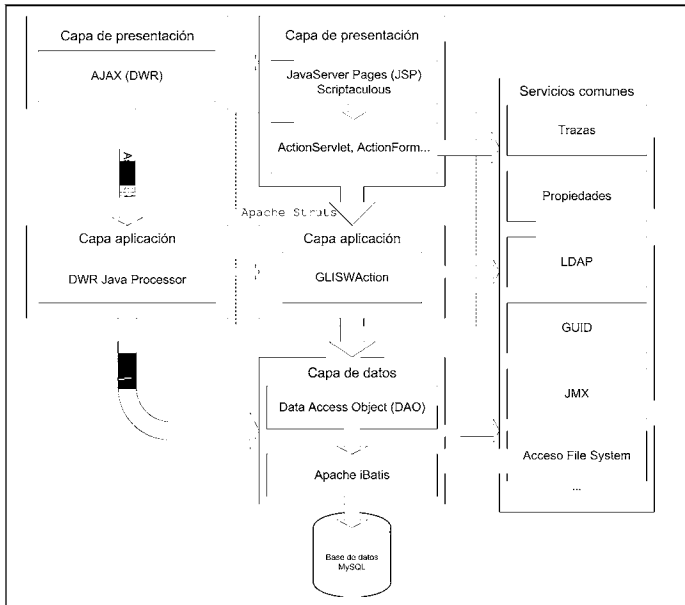 Capa de presentación
AJAX (DWR)
Capa de presentación
JavaServer Pages (JSP)
Scriptaculous
ActionServlet, ActionForm...
Servicios comunes
Trazas
Propiedades
LDAP
GUID
JMX
Acceso File System
...
Apache Struts
Capa aplicación
DWR Java Processor
Capa aplicación
GLISWAction
Capa de datos
Data Access Object (DAO)
Apache iBatis
Base de datos
MySQL